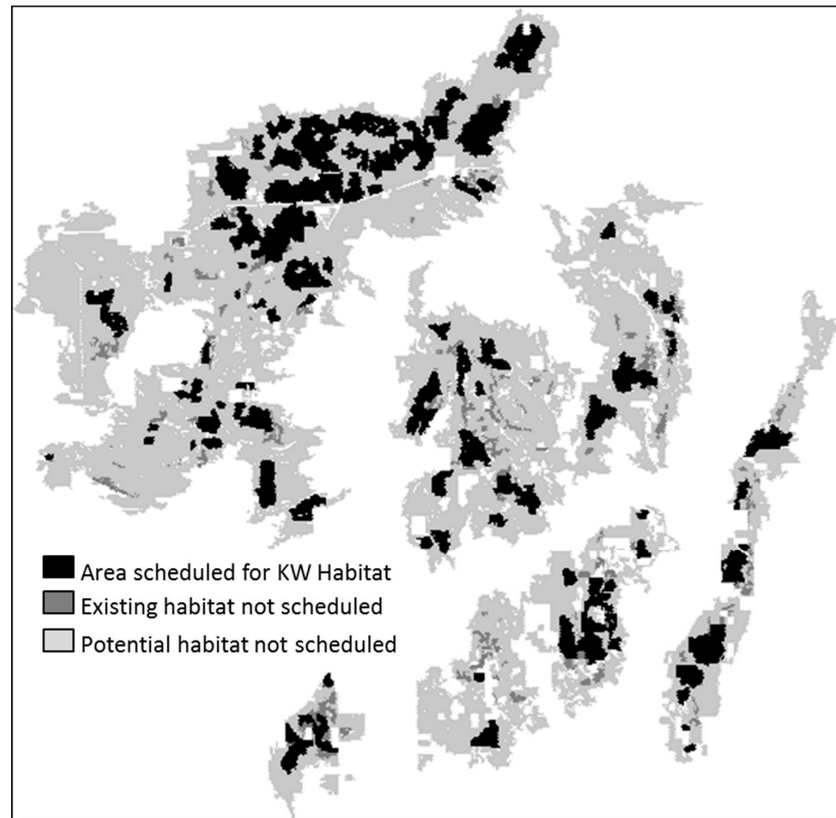 Area scheduled for KW Habitat
Existing habitat not scheduled
Potential habitat not scheduled